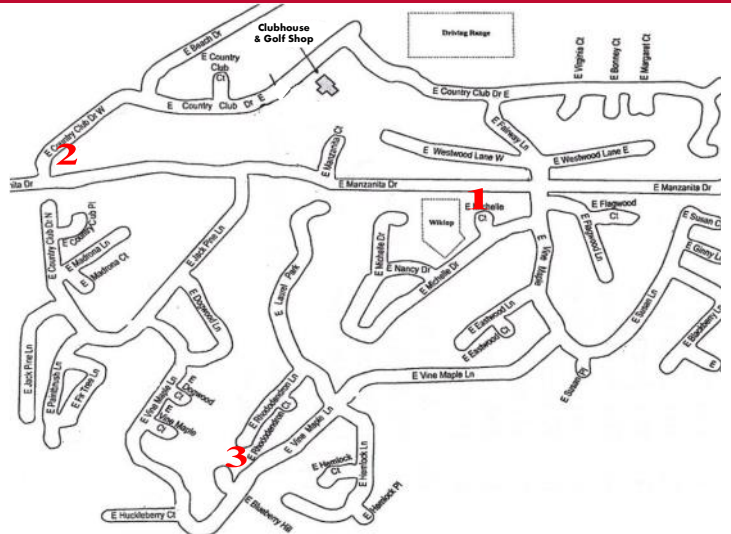 Clubhouse
& Golf Shop
Driving Range
E Beach Dr
E Country
Club
Ct
E Virginia Ct
E Bonney Ct
E Margaret Ct
E Country Club Dr E
E Country Club Dr E
E Country Club Dr W
E Fairway Ln
2
E Manzanita Ct
E Westwood Lane W
E Westwood Lane E
nita Dr
E Manzanita Dr
E Manzanita Dr
1
E Michelle
Ct
Wikiup
E Flagwood
Ct
E Flagwood Ln
E Susan C
Ginny L
E Country Club Dr N
E Country Club Pl
E Madrona Ln
E Madrona Ct
E Jack Pine Ln
E Michelle Dr
E Nancy Dr
E Michelle Dr
E Vine Maple
E Laurel Park
E Dogwood Ln
E Eastwood Ln
E Eastwood
Ct
E Susan Ln
E Blackberry Ln
E
E Jack Pine Ln
E Paintbrush Ln
E Fir Tree Ln
E Vine Maple Ln
E
Dogwood
Ct
E
Vine Maple
Ct
E Vine Maple Ln
E Susan Pl
E Rhododendron Ln
E Rhododendron
Ct
E Vine Maple Ln
3
E Hemlock
Ct
E Hemlock Ln
E Hemlock Pl
E Huckleberry Ct
E Blueberry Hill